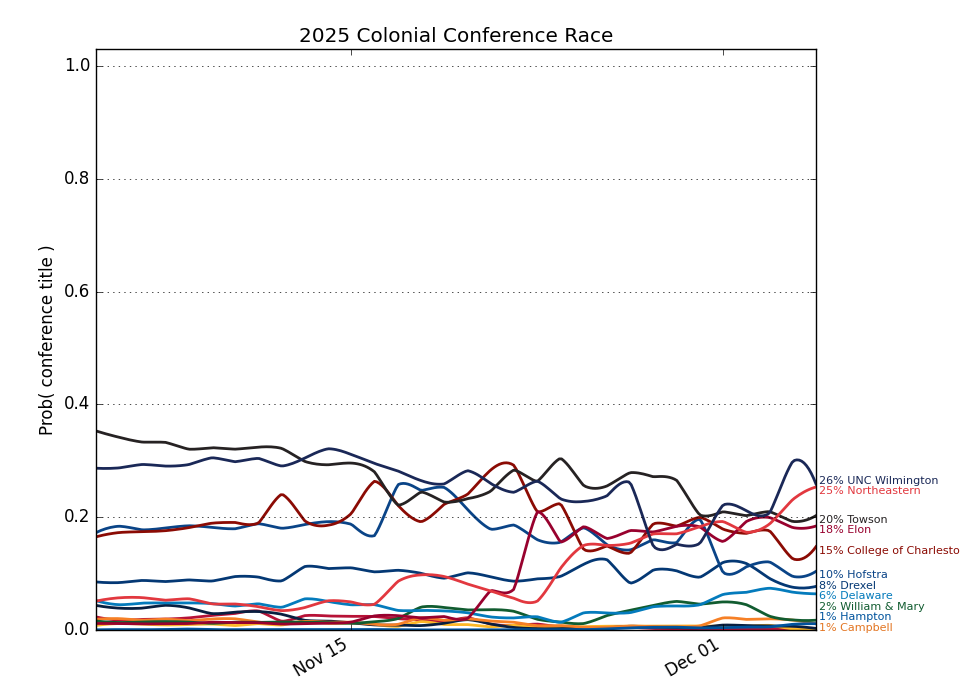 2025 Colonial Conference Race
Prob( conference title )
1.0
0.8
0.6
0.4
0.2
0.0
Nov 15
Dec 01
26% UNC Wilmington
25% Northeastern
20% Towson
18% Elon
15% College of Charlesto
10% Hofstra
8% Drexel
6% Delaware
2% William & Mary
1% Hampton
1% Campbell